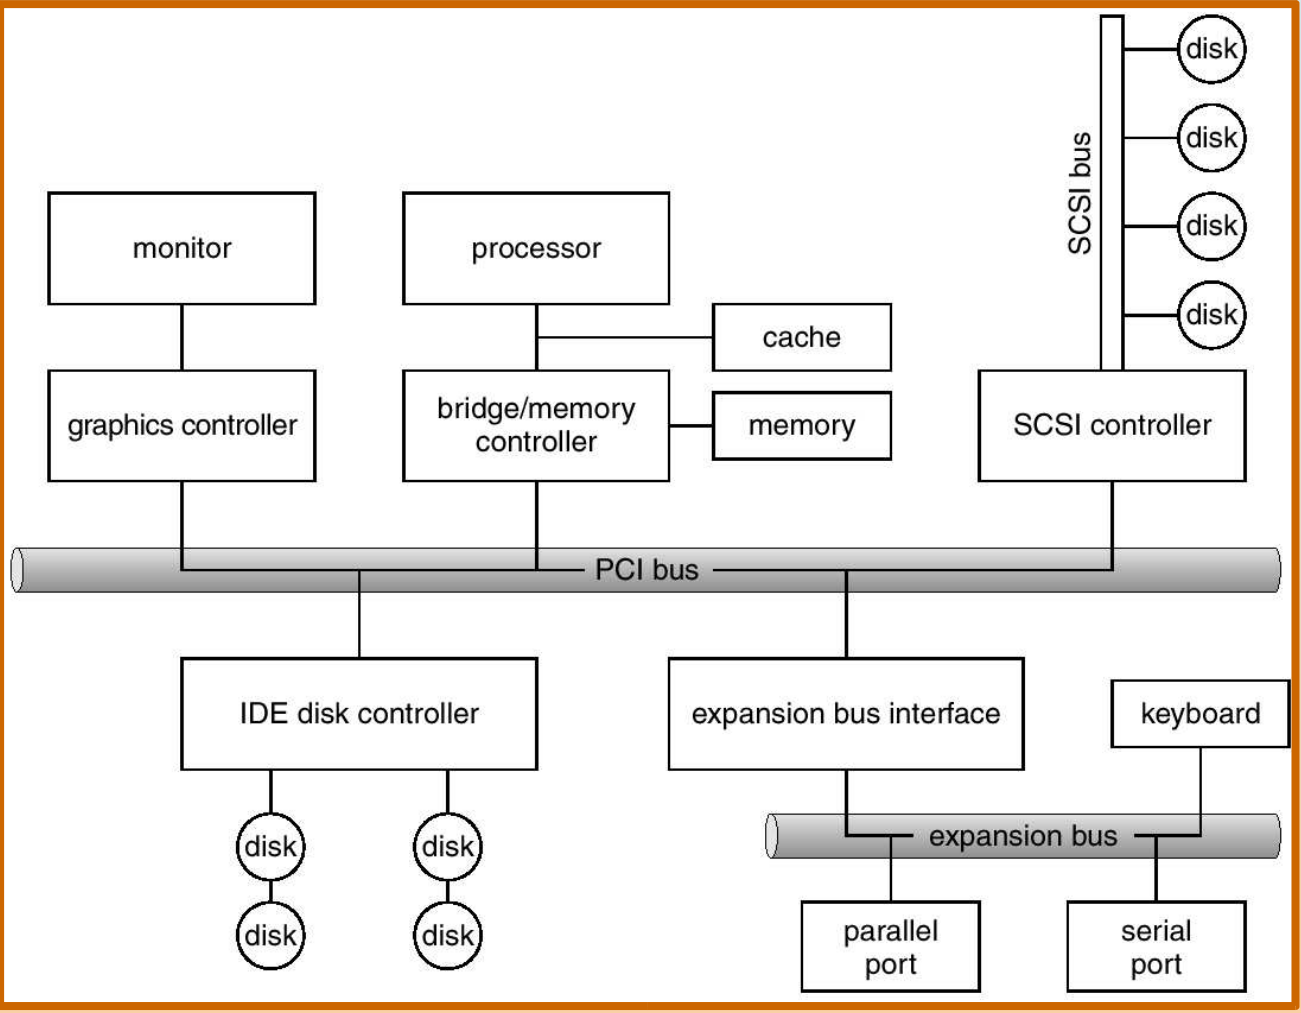 disk
disk
SCSI bus
disk
disk
monitor
processor
cache
graphics controller
bridge/memory
controller
memory
SCSI controller
PCI bus
IDE disk controller
expansion bus interface
keyboard
disk
disk
expansion bus
disk
disk
parallel
port
serial
port